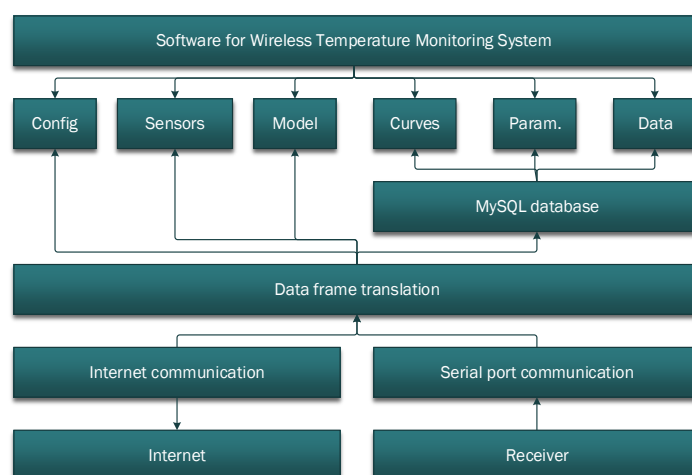 Software for Wireless Temperature Monitoring System
Config
Sensors
Model
Curves
Param.
Data
MySQL database
Data frame translation
Internet communication
Serial port communication
Internet
Receiver